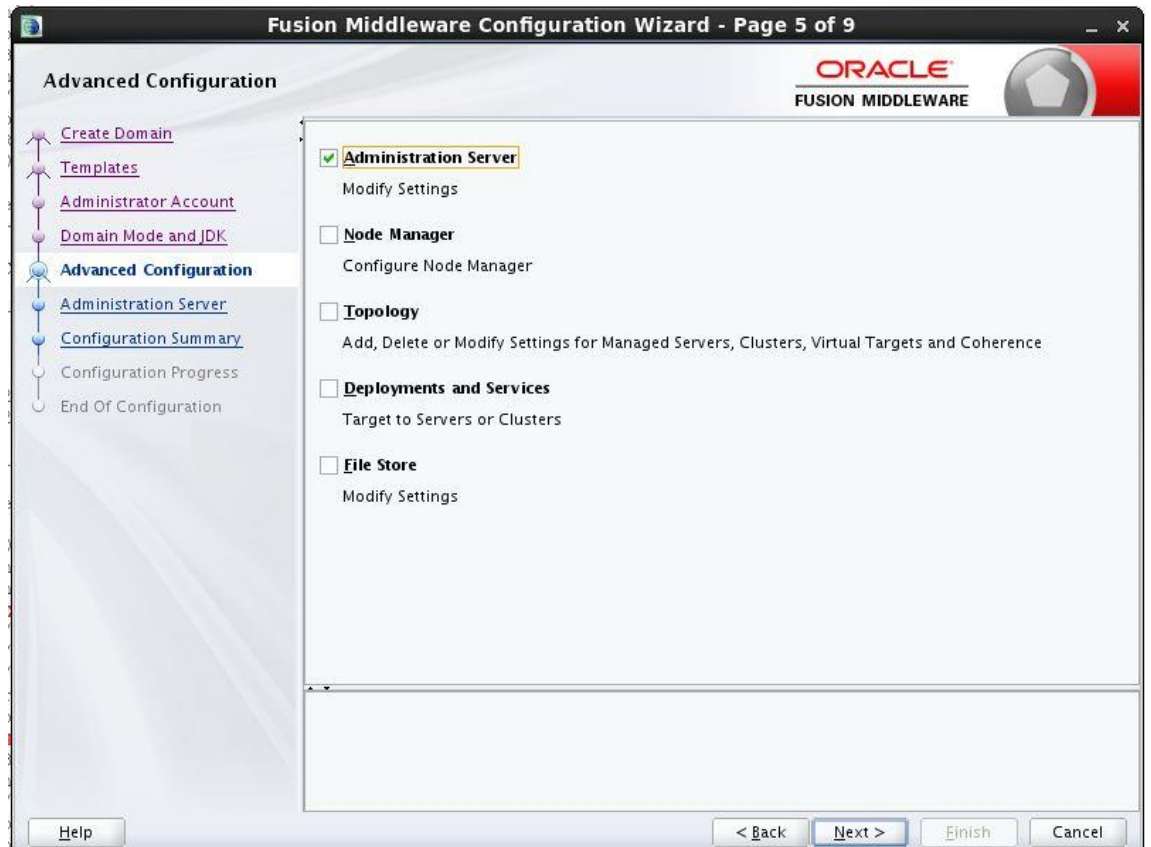 Fusion Middleware Configuration Wizard - Page 5 of 9
Advanced Configuration
ORACLE
FUSION MIDDLEWARE
Create Domain
Templates
Administrator Account
Domain Mode and JDK
Advanced Configuration
Administration Server
Configuration Summary
Configuration Progress
End Of Configuration
Administration Server
Modify Settings
Node Manager
Configure Node Manager
Topology
Add, Delete or Modify Settings for Managed Servers, Clusters, Virtual Targets and Coherence
Deployments and Services
Target to Servers or Clusters
File Store
Modify Settings
Help
< Back
Next >
Finish
Cancel